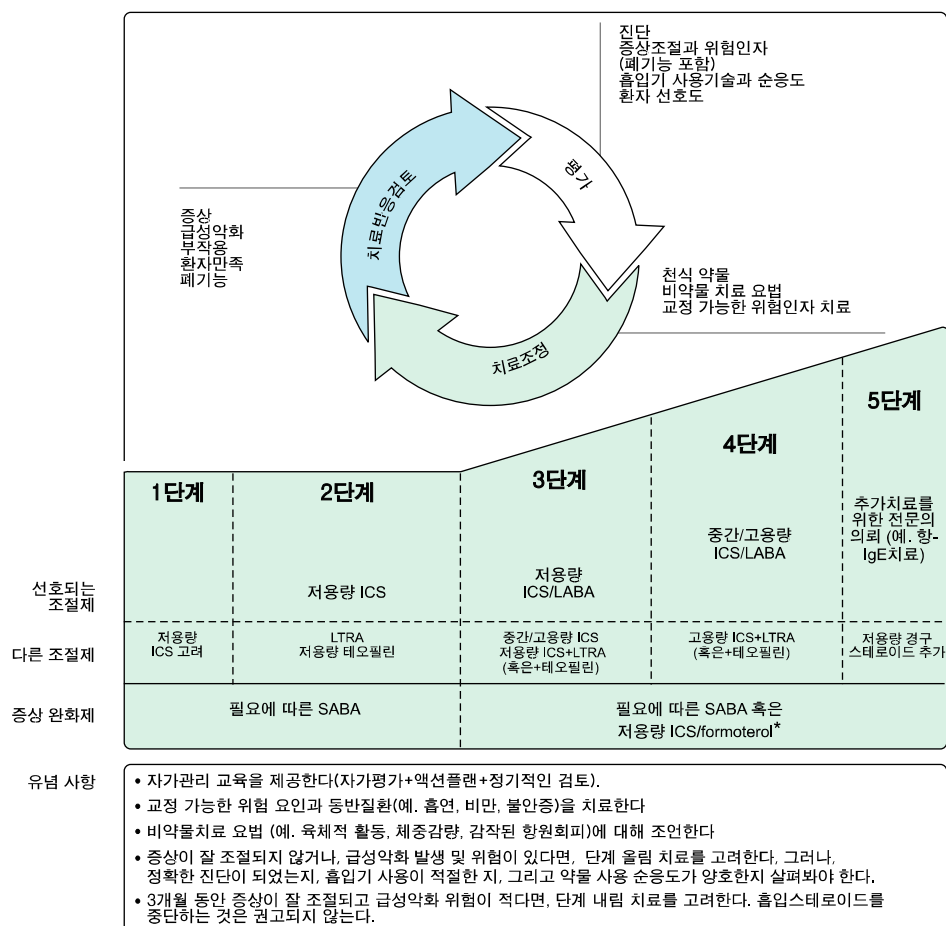 진단
증상조절과 위험인자
(폐기능 포함)
흡입기 사용기술과 순응도
환자 선호도
평가
치료반응검토
증상
급성악화
부작용
환자만족
폐기능
천식 약물
비약물 치료 요법
교정 가능한 위험인자 치료
치료조정
1단계
2단계
3단계
4단계
5단계
선호되는
조절제
저용량 ICS
저용량
ICS/LABA
중간/고용량
ICS/LABA
추가치료를
위한 전문의
의뢰 (예. 항-
IgE치료)
다른 조절제
저용량
ICS 고려
LTRA
저용량 테오필린
중간/고용량 ICS
저용량 ICS+LTRA
(혹은+테오필린)
고용량 ICS+LTRA
(혹은+테오필린)
저용량 경구
스테로이드 추가
증상 완화제
필요에 따른 SABA
필요에 따른 SABA 혹은
저용량 ICS/formoterol*
유념 사항
• 자가관리 교육을 제공한다(자가평가+액션플랜+정기적인 검토).
• 교정 가능한 위험 요인과 동반질환(예. 흡연, 비만, 불안증)을 치료한다
• 비약물치료 요법 (예. 육체적 활동, 체중감량, 감작된 항원회피)에 대해 조언한다
• 증상이 잘 조절되지 않거나, 급성악화 발생 및 위험이 있다면, 단계 올림 치료를 고려한다, 그러나,
정확한 진단이 되었는지, 흡입기 사용이 적절한 지, 그리고 약물 사용 순응도가 양호한지 살펴봐야 한다.
• 3개월 동안 증상이 잘 조절되고 급성악화 위험이 적다면, 단계 내림 치료를 고려한다. 흡입스테로이드를
중단하는 것은 권고되지 않는다.